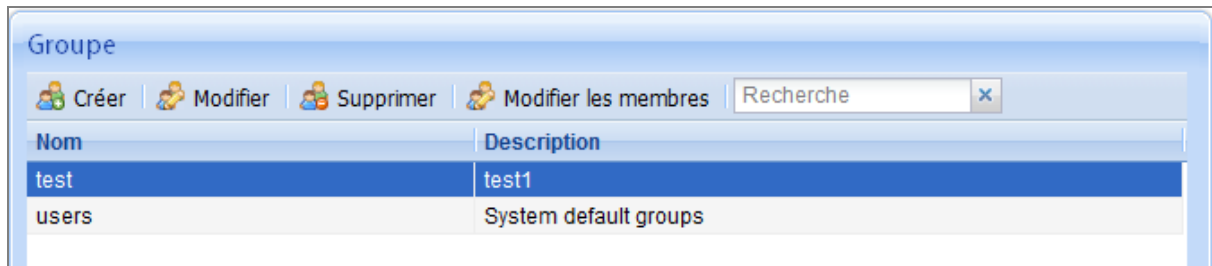 Groupe
Créer Modifier Supprimer Modifier les membres Recherche
Nom Description
test test1
users System default groups